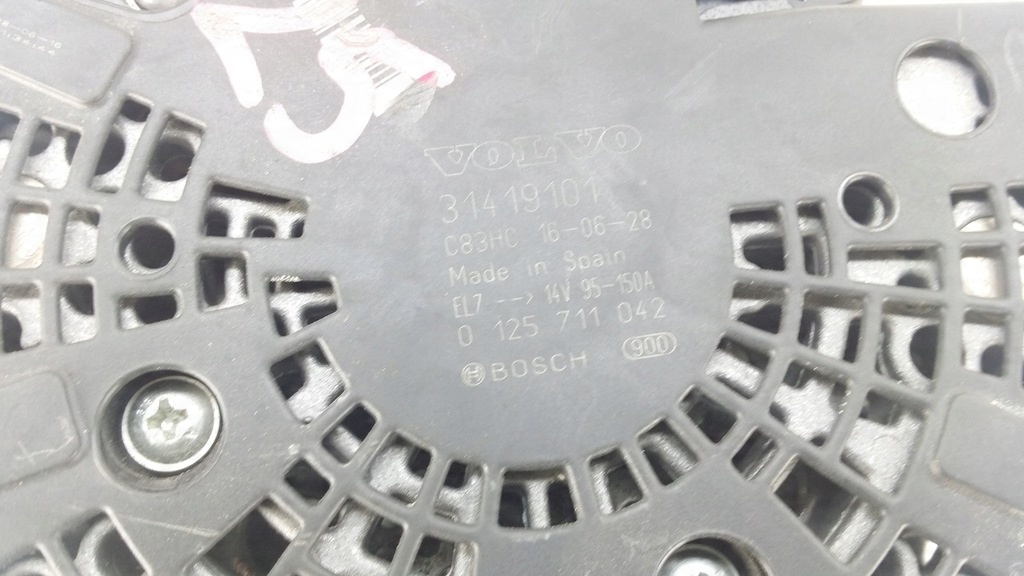 VOLVO
31419101
C83HC 16-06-28
Made in Spain
EL7 --> 14V 95-150A
0 125 711 042
BOSCH 900